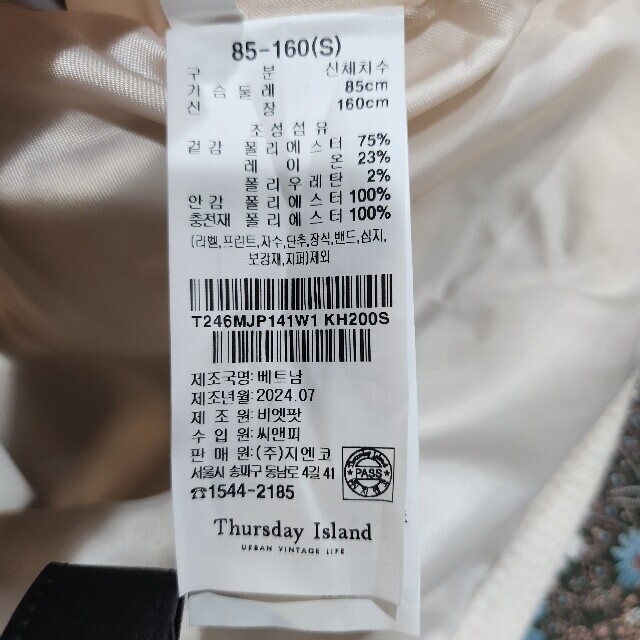 85-160(S)
구 분 신체치수
가슴둘레 85cm
신 장 160cm
조성섬유
겉감 폴리에스터 75%
레 이 온 23%
폴리우레탄 2%
안감 폴리에스터 100%
충전재 폴리에스터 100%
(라벨,프린트,자수,단추,장식,밴드,심지,
보강재,지퍼)제외
T246MJP141W1 KH200S
제조국명:베트남
제조년월:2024.07
제 조 원:비엣팟
수 입 원:씨앤피
판 매 원:(주)지엔코
서울시 송파구 동남로 4길 41
☎1544-2185
PASS
Thursday Island
URBAN VINTAGE LIFE